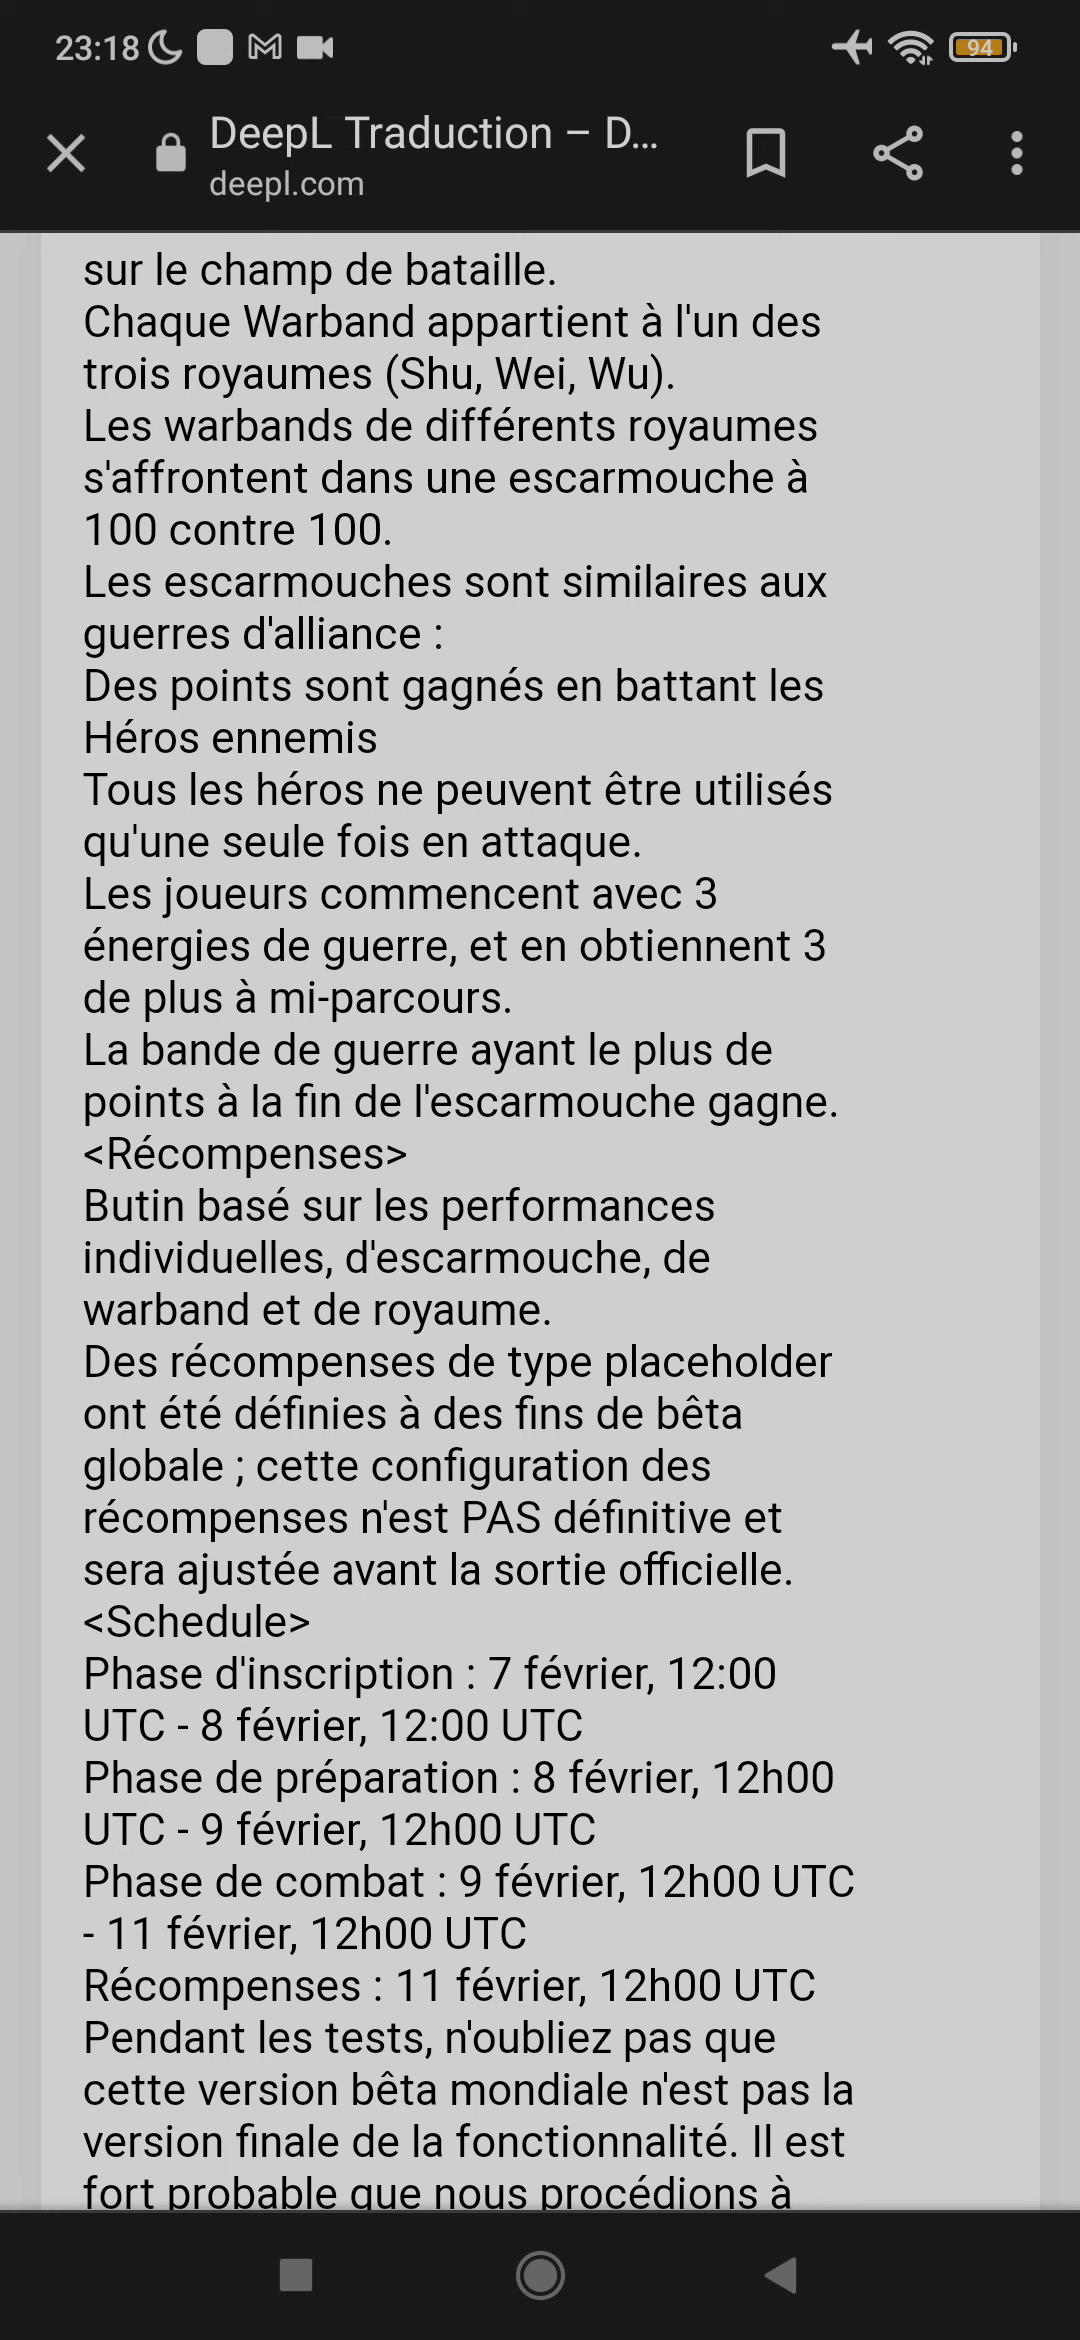 23:18
94
DeepL Traduction – D...
deepl.com
sur le champ de bataille.
Chaque Warband appartient à l'un des
trois royaumes (Shu, Wei, Wu).
Les warbands de différents royaumes
s'affrontent dans une escarmouche à
100 contre 100.
Les escarmouches sont similaires aux
guerres d'alliance :
Des points sont gagnés en battant les
Héros ennemis
Tous les héros ne peuvent être utilisés
qu'une seule fois en attaque.
Les joueurs commencent avec 3
énergies de guerre, et en obtiennent 3
de plus à mi-parcours.
La bande de guerre ayant le plus de
points à la fin de l'escarmouche gagne.
<Récompenses>
Butin basé sur les performances
individuelles, d'escarmouche, de
warband et de royaume.
Des récompenses de type placeholder
ont été définies à des fins de bêta
globale ; cette configuration des
récompenses n'est PAS définitive et
sera ajustée avant la sortie officielle.
<Schedule>
Phase d'inscription : 7 février, 12:00
UTC - 8 février, 12:00 UTC
Phase de préparation : 8 février, 12h00
UTC - 9 février, 12h00 UTC
Phase de combat : 9 février, 12h00 UTC
- 11 février, 12h00 UTC
Récompenses : 11 février, 12h00 UTC
Pendant les tests, n'oubliez pas que
cette version bêta mondiale n'est pas la
version finale de la fonctionnalité. Il est
fort probable que nous procédions à